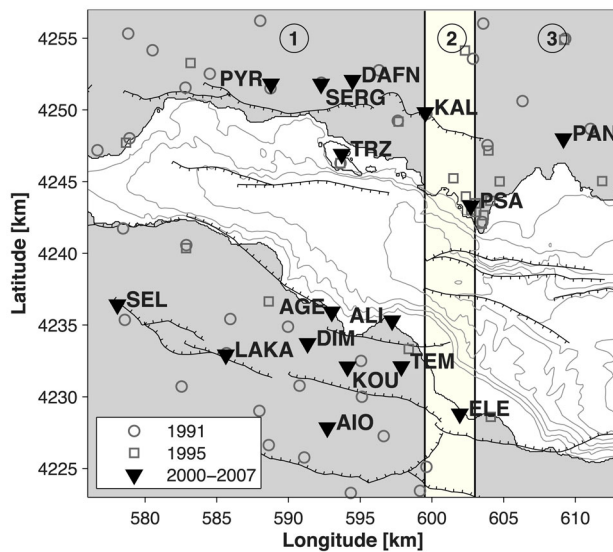 4255
4250
4245
4240
4235
4230
4225
Latitude [km]
1
2
3
PYR
DAFN
SERG
KAL
PAN
TRZ
PSA
SEL
AGE
ALI
DIM
LAKA
KOU
TEM
AIO
ELE
1991
1995
2000–2007
580 585 590 595 600 605 610
Longitude [km]